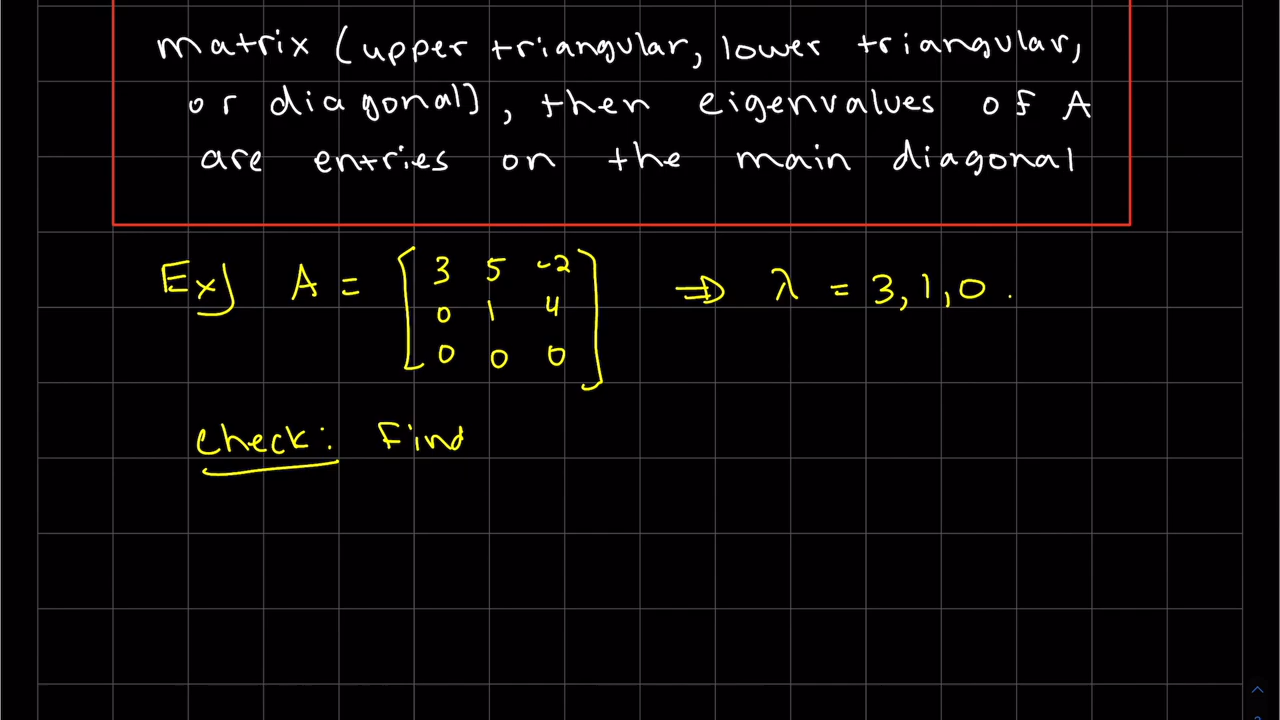 matrix (upper triangular, lower triangular,
or diagonal), then eigenvalues of A
are entries on the main diagonal
Ex) A = [3 5 -2
0 1 4
0 0 0] ⇒ λ = 3, 1, 0.
Check: Find